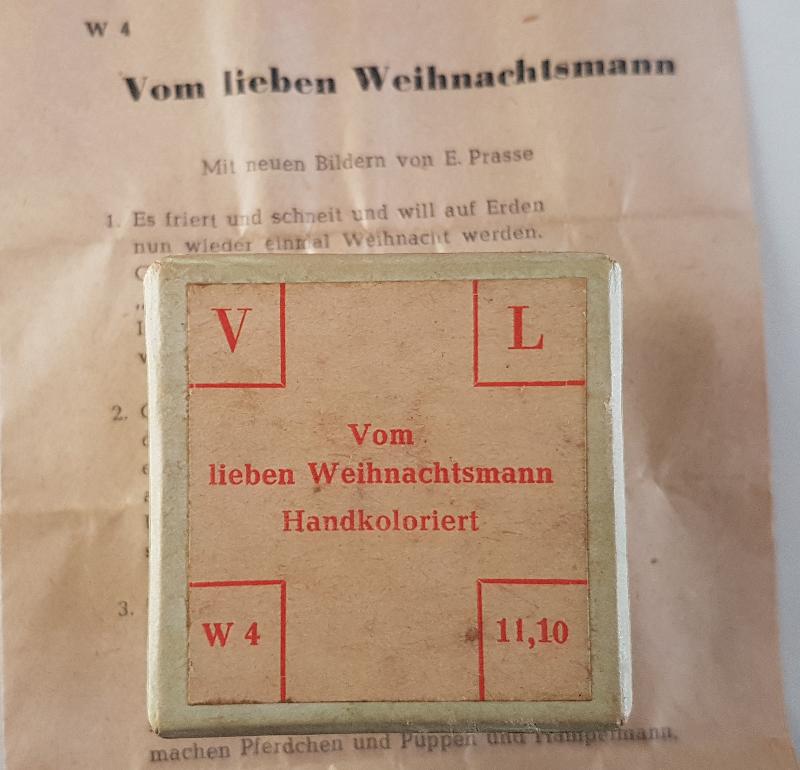 W 4
Vom lieben Weihnachtsmann
Mit neuen Bildern von E. Prasse
1. Es friert und schneit und will auf Erden
nun wieder einmal Weihnacht werden.
2.
3.
V
L
Vom
lieben Weihnachtsmann
Handkoloriert
W 4
11,10
machen Pferdchen und Puppen und Hampelmann,